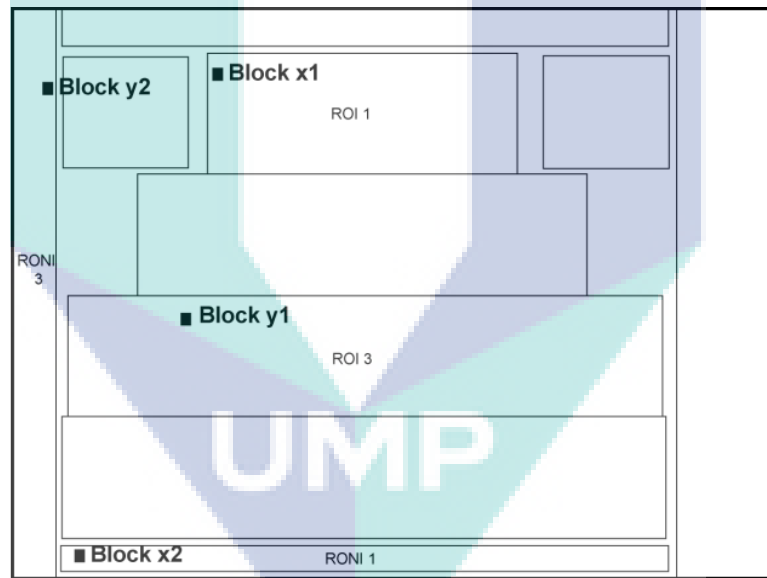 Block x1
Block y2
ROI 1
RONI
3
Block y1
ROI 3
UMP
Block x2
RONI 1